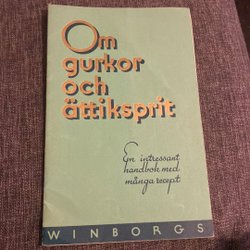 Om
gurkor
och
ättiksprit
En intressant
handbok med
många recept
WINBORGS